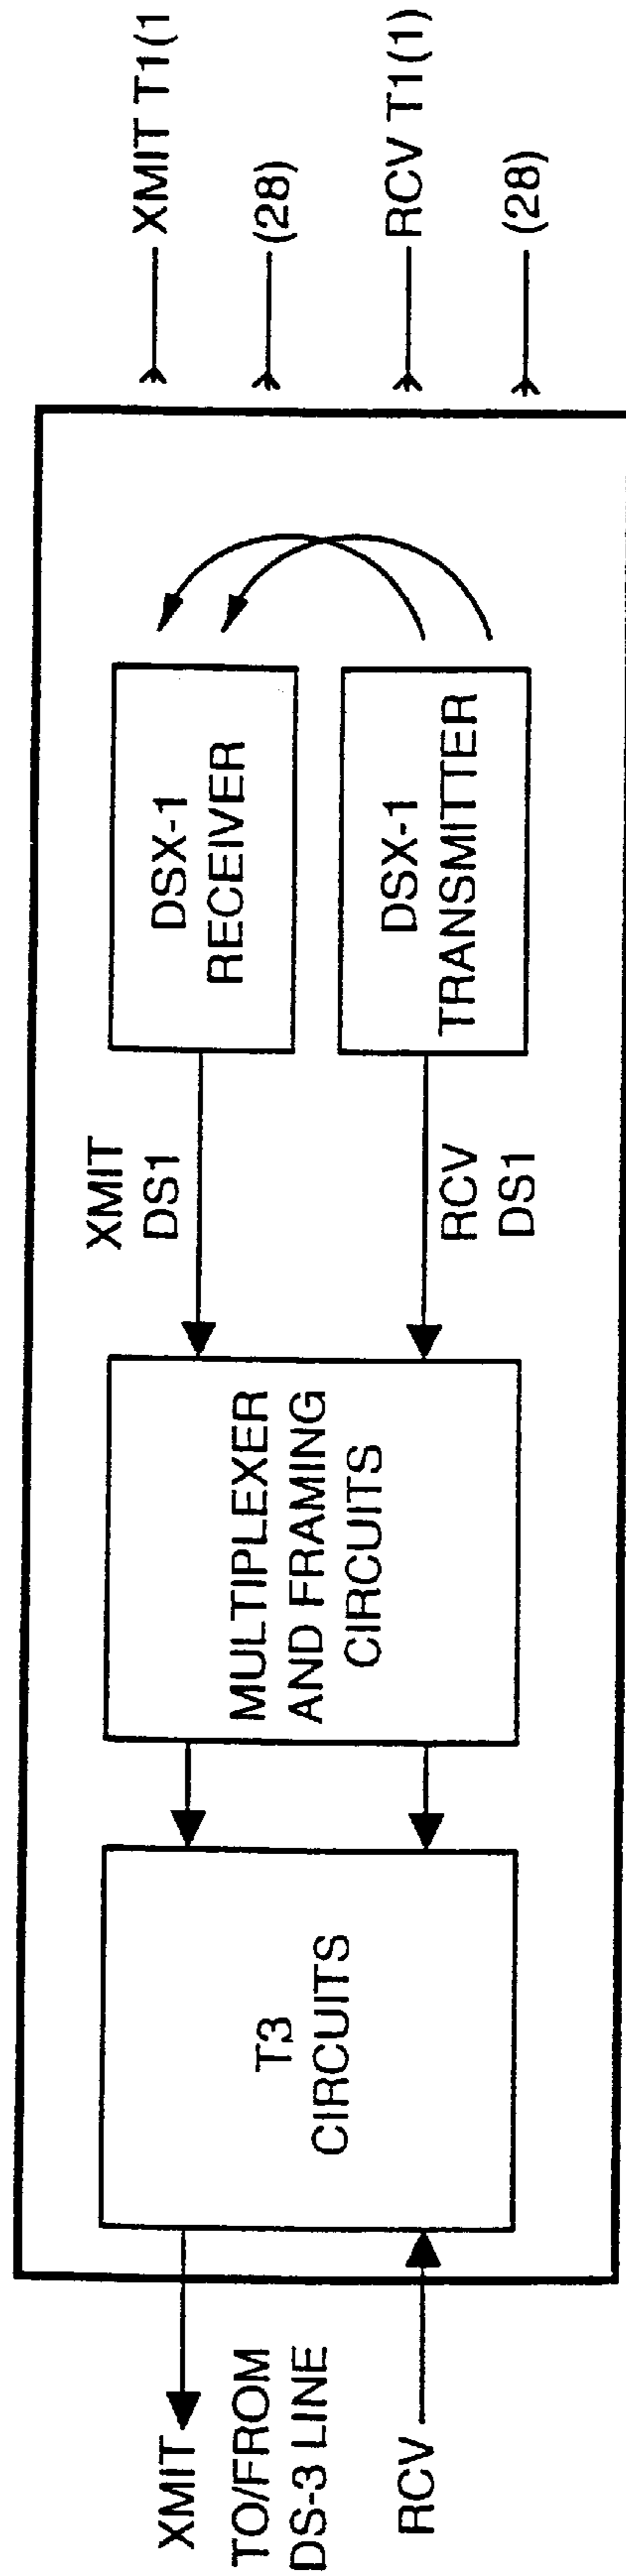 XMIT
TO/FROM
DS-3 LINE
RCV
T3
CIRCUITS
MULTIPLEXER
AND FRAMING
CIRCUITS
XMIT
DS1
RCV
DS1
DSX-1
RECEIVER
DSX-1
TRANSMITTER
XMIT T1(1
(28)
RCV T1(1)
(28)